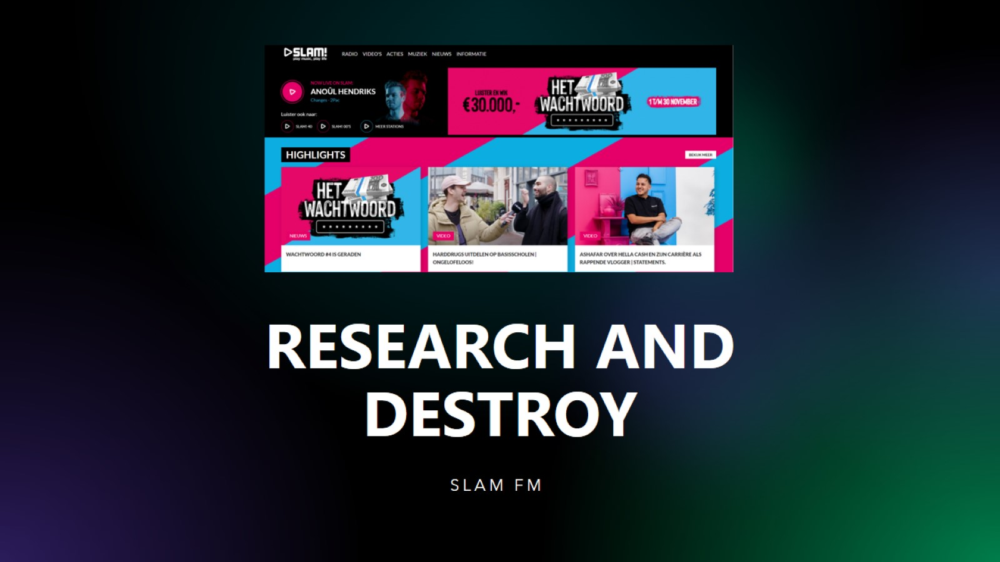 SLAM!
play music, play life
RADIO VIDEO'S ACTIES MUZIEK NIEUWS INFORMATIE
NOW LIVE ON SLAM:
ANOÛL HENDRIKS
Changes - 2Pac
Luister ook naar:
SLAM! 40 SLAM! 00'S MEER STATIONS
LUISTER EN WIN
€30.000,-
HET
WACHTWOORD
*********
1 T/M 30 NOVEMBER
HIGHLIGHTS
BEKIJK MEER
HET
WACHTWOORD
*********
NIEUWS
WACHTWOORD #4 IS GERADEN
VIDEO
HARDDRUGS UITDELEN OP BASISSCHOLEN |
ONGELOFELOOS!
VIDEO
ASHAFAR OVER HELLA CASH EN ZIJN CARRIÈRE ALS
RAPPENDE VLOGGER | STATEMENTS.
RESEARCH AND
DESTROY
SLAM FM